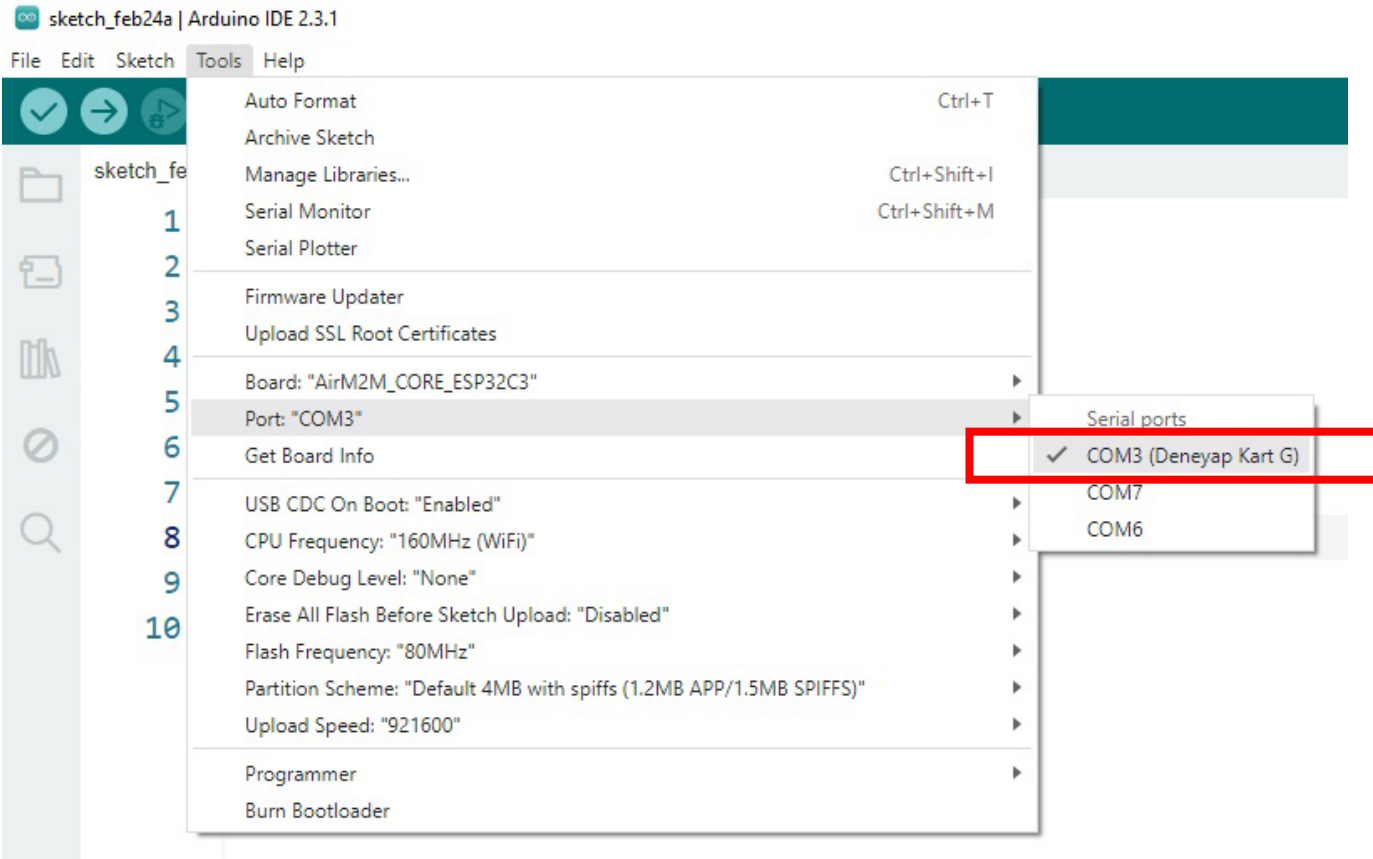 sketch_feb24a | Arduino IDE 2.3.1
File Edit Sketch Tools Help
Auto Format Ctrl+T
Archive Sketch
sketch_fe
Manage Libraries... Ctrl+Shift+I
1
Serial Monitor Ctrl+Shift+M
Serial Plotter
2
Firmware Updater
3
Upload SSL Root Certificates
4
Board: "AirM2M_CORE_ESP32C3"
5
Port: "COM3"
Serial ports
6
Get Board Info
COM3 (Deneyap Kart G)
7
USB CDC On Boot: "Enabled"
COM7
8
CPU Frequency: "160MHz (WiFi)"
COM6
9
Core Debug Level: "None"
Erase All Flash Before Sketch Upload: "Disabled"
10
Flash Frequency: "80MHz"
Partition Scheme: "Default 4MB with spiffs (1.2MB APP/1.5MB SPIFFS)"
Upload Speed: "921600"
Programmer
Burn Bootloader